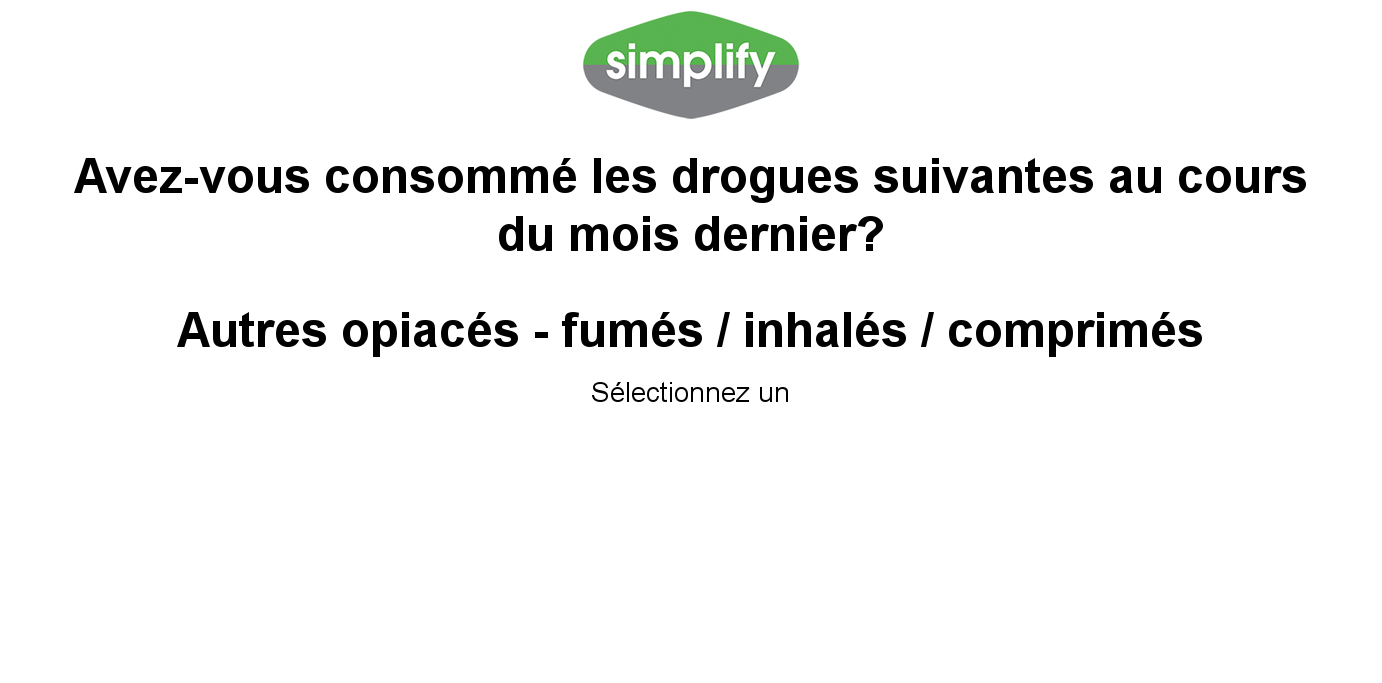 simplify
Avez-vous consommé les drogues suivantes au cours
du mois dernier?
Autres opiacés - fumés / inhalés / comprimés
Sélectionnez un